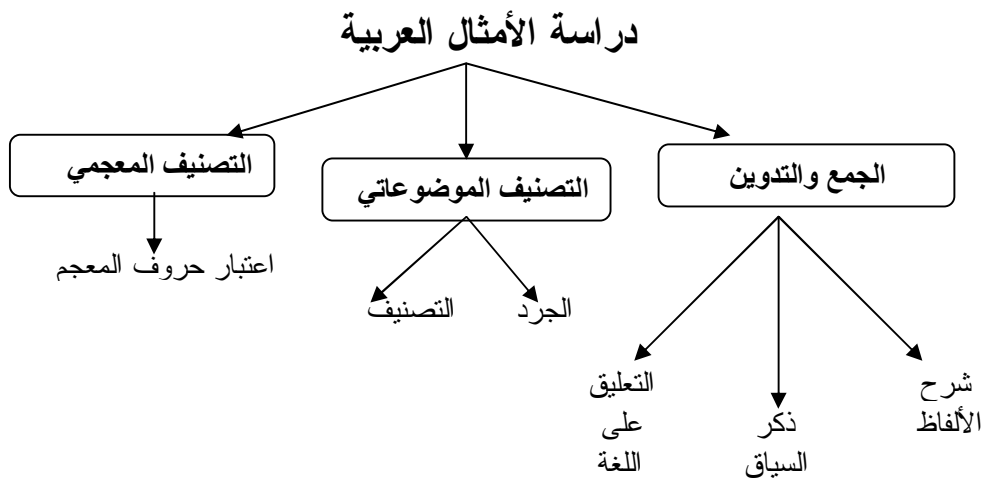 دراسة الأمثال العربية
الجمع والتدوين
التصنيف الموضوعاتي
التصنيف المعجمي
شرح
الألفاظ
ذكر
السياق
التعليق
على
اللغة
الجرد
التصنيف
اعتبار حروف المعجم